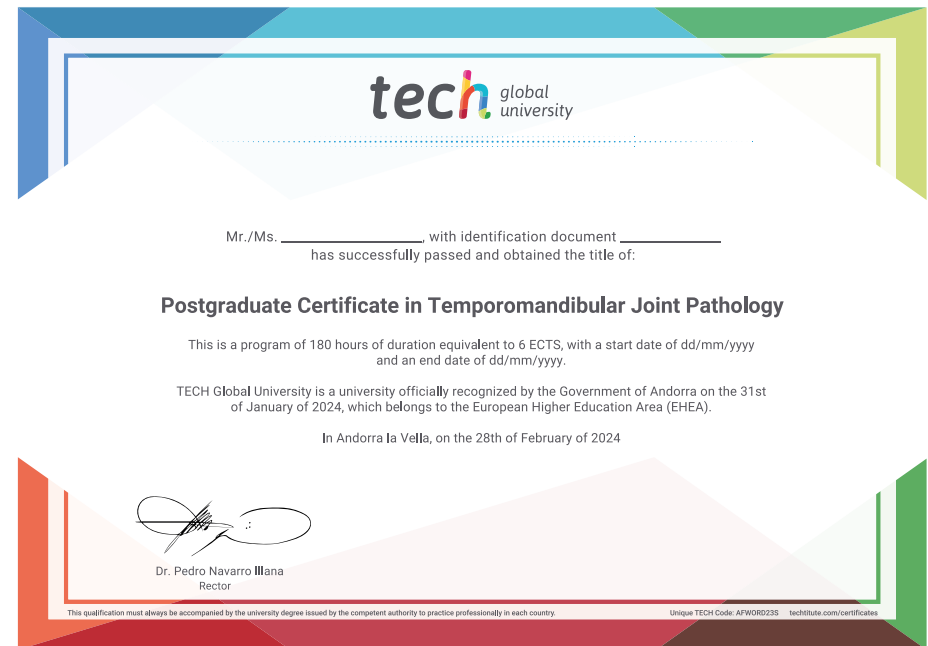 tech global
university
Mr./Ms. ____________________, with identification document ______________
has successfully passed and obtained the title of:
Postgraduate Certificate in Temporomandibular Joint Pathology
This is a program of 180 hours of duration equivalent to 6 ECTS, with a start date of dd/mm/yyyy
and an end date of dd/mm/yyyy.
TECH Global University is a university officially recognized by the Government of Andorra on the 31st
of January of 2024, which belongs to the European Higher Education Area (EHEA).
In Andorra la Vella, on the 28th of February of 2024
Dr. Pedro Navarro Illana
Rector
This qualification must always be accompanied by the university degree issued by the competent authority to practice professionally in each country. Unique TECH Code: AFWORD23S techtitute.com/certificates